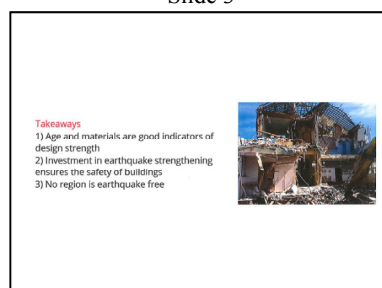 Slide 5
Takeaways
1) Age and materials are good indicators of
design strength
2) Investment in earthquake strengthening
ensures the safety of buildings
3) No region is earthquake free